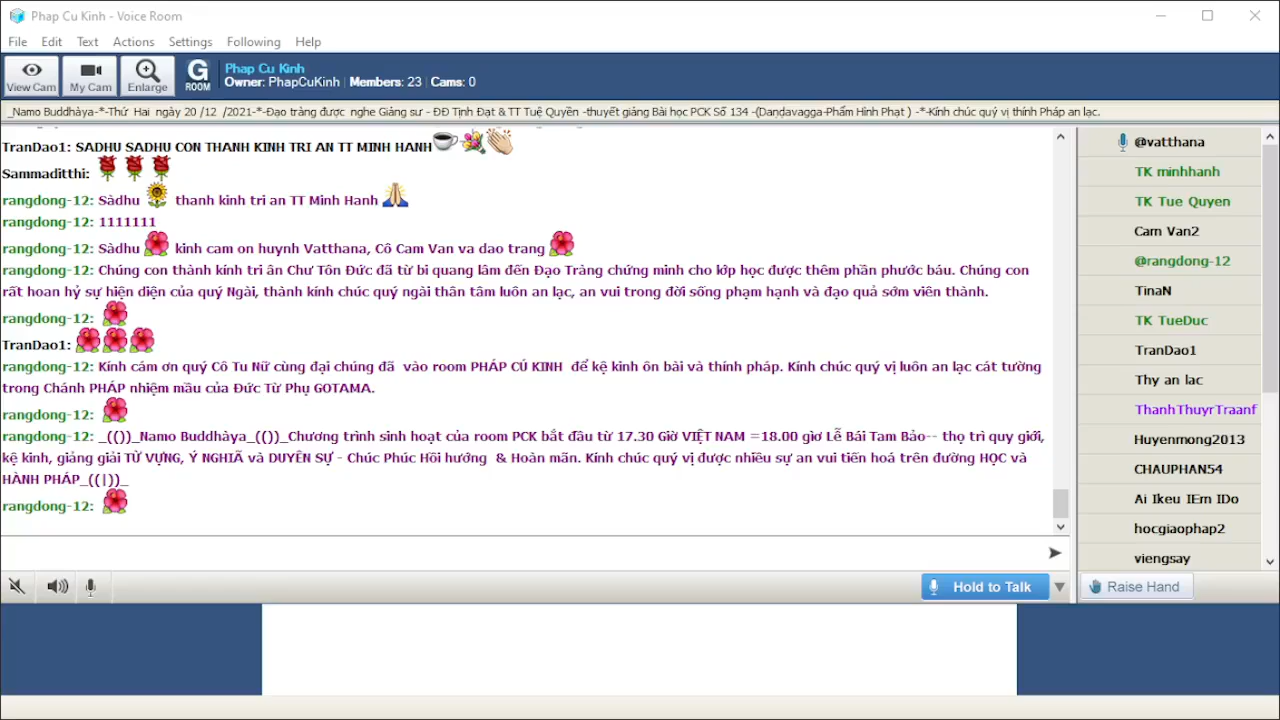 Phap Cu Kinh - Voice Room
File Edit Text Actions Settings Following Help
View Cam My Cam Enlarge G ROOM
Phap Cu Kinh
Owner: PhapCuKinh Members: 23 Cams: 0
_Namo Buddhàya-*-Thứ Hai ngày 20 /12 /2021-*-Đạo tràng được nghe Giảng sư - ĐĐ Tịnh Đạt & TT Tuệ Quyền -thuyết giảng Bài học PCK Số 134 -(Daṇḍavagga-Phẩm Hình Phạt ) -*-Kính chúc quý vị thính Pháp an lạc.
TranDao1: SADHU SADHU CON THANH KINH TRI AN TT MINH HANH
Sammaditthi:
rangdong-12: Sàdhu thanh kinh tri an TT Minh Hanh
rangdong-12: 1111111
rangdong-12: Sàdhu kinh cam on huynh Vatthana, Cô Cam Van va dao trang
rangdong-12: Chúng con thành kính tri ân Chư Tôn Đức đã từ bi quang lâm đến Đạo Tràng chứng minh cho lớp học được thêm phần phước báu. Chúng con
rất hoan hỷ sự hiện diện của quý Ngài, thành kính chúc quý ngài thân tâm luôn an lạc, an vui trong đời sống phạm hạnh và đạo quả sớm viên thành.
rangdong-12:
TranDao1:
rangdong-12: Kính cám ơn quý Cô Tu Nữ cùng đại chúng đã vào room PHÁP CÚ KINH để kệ kinh ôn bài và thính pháp. Kính chúc quý vị luôn an lạc cát tường
trong Chánh PHÁP nhiệm mầu của Đức Từ Phụ GOTAMA.
rangdong-12:
rangdong-12: _(())_Namo Buddhàya_(())_Chương trình sinh hoạt của room PCK bắt đầu từ 17.30 Giờ VIỆT NAM =18.00 giờ Lễ Bái Tam Bảo-- thọ trì quy giới,
kệ kinh, giảng giải TỪ VỰNG, Ý NGHIÃ và DUYÊN SỰ - Chúc Phúc Hồi hướng & Hoàn mãn. Kính chúc quý vị được nhiều sự an vui tiến hoá trên đường HỌC và
HÀNH PHÁP_((|))_
rangdong-12:
@vatthana
TK minhhanh
TK Tue Quyen
Cam Van2
@rangdong-12
TinaN
TK TueDuc
TranDao1
Thy an lac
ThanhThuyrTraanf
Huyenmong2013
CHAUPHAN54
Ai Ikeu IEm IDo
hocgiaophap2
viengsay
Hold to Talk
Raise Hand